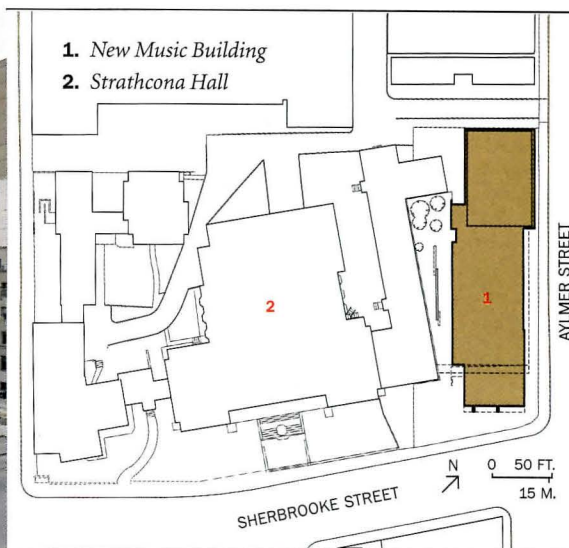 1. New Music Building
2. Strathcona Hall
2
1
AYLMER STREET
N 0 50 FT.
15 M.
SHERBROOKE STREET